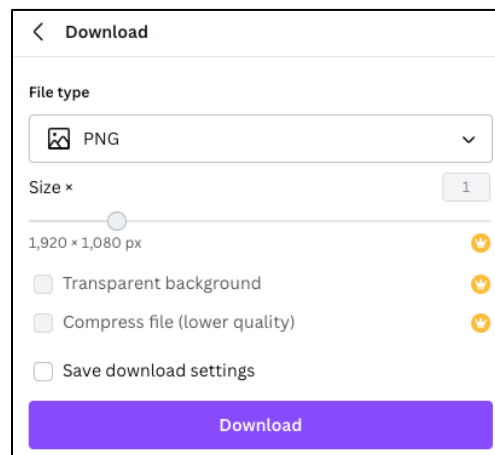 Download
File type
PNG
Size × 1
1,920 × 1,080 px
Transparent background
Compress file (lower quality)
Save download settings
Download